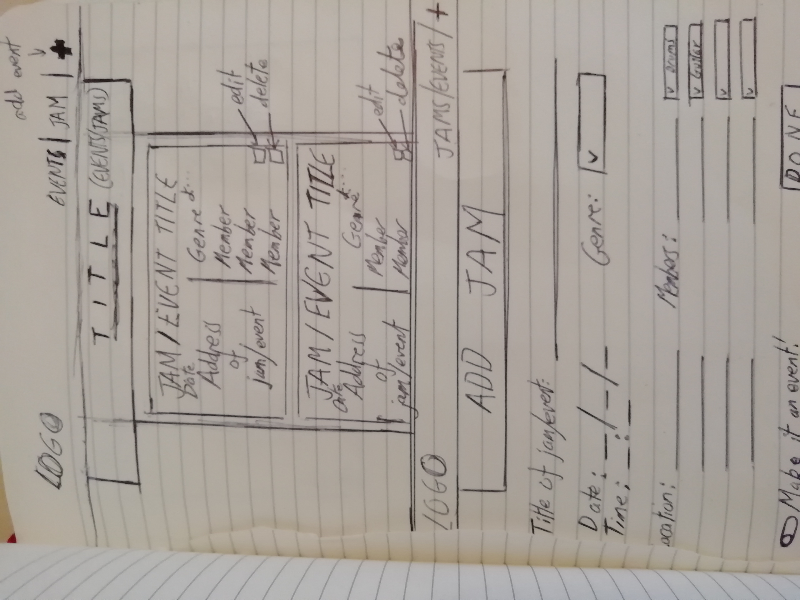 add event
LOGO EVENTS | JAM | +
TITLE (EVENTS/JAMS)
edit
delete
JAM / EVENT TITLE
Date
Address
of
jam/event
Genre &...
Member
Member
Member
edit
delete
JAM / EVENT TITLE
Date
Address
of
jam/event
Genre &...
Member
Member
LOGO JAMS/EVENTS/+
ADD JAM
Title of jam/event:
Date: __/__/__ Genre: v
Time: __:__
ocation: Members: v Drums
v Guitar
v
v
Make it an event! DONE